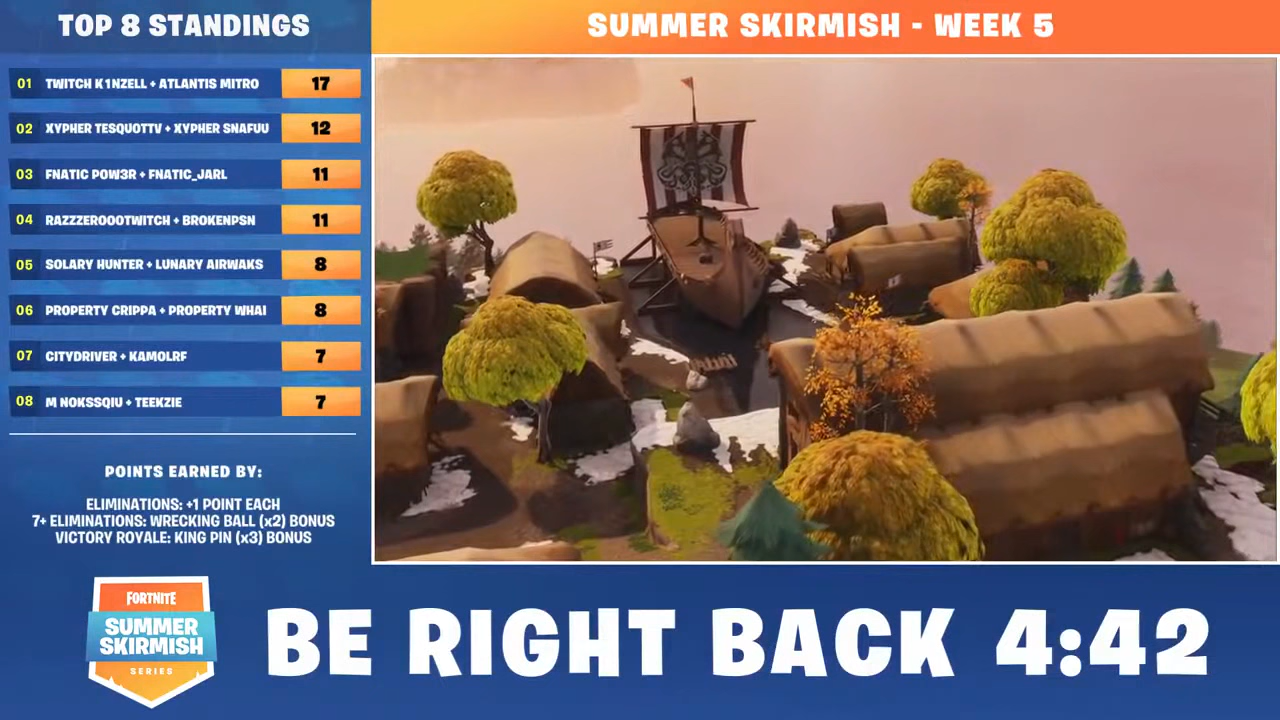 TOP 8 STANDINGS
01 TWITCH K1NZELL + ATLANTIS MITRO 17
02 XYPHER TESQUOTTV + XYPHER SNAFUU 12
03 FNATIC POW3R + FNATIC_JARL 11
04 RAZZZEROOOTWITCH + BROKENPSN 11
05 SOLARY HUNTER + LUNARY AIRWAKS 8
06 PROPERTY CRIPPA + PROPERTY WHAI 8
07 CITYDRIVER + KAMOLRF 7
08 M NOKSSQIU + TEEKZIE 7
POINTS EARNED BY:
ELIMINATIONS: +1 POINT EACH
7+ ELIMINATIONS: WRECKING BALL (x2) BONUS
VICTORY ROYALE: KING PIN (x3) BONUS
SUMMER SKIRMISH - WEEK 5
FORTNITE
SUMMER
SKIRMISH
SERIES
BE RIGHT BACK 4:42